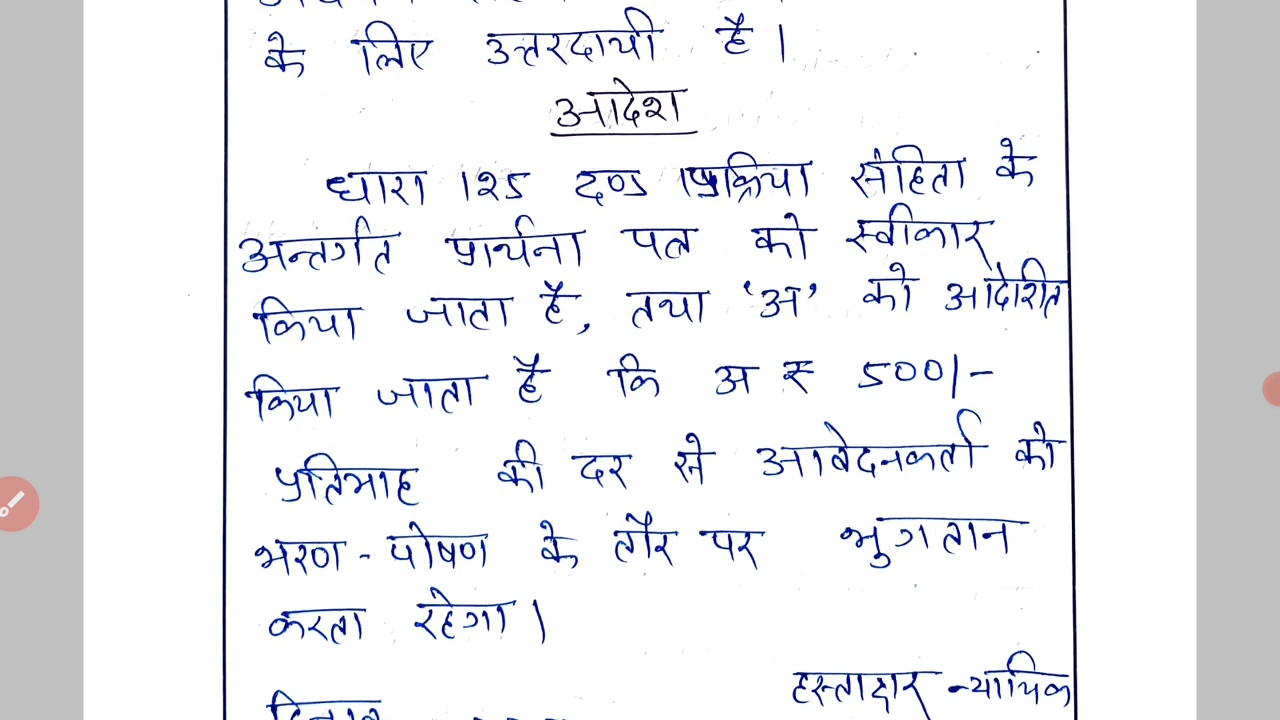 के लिए उत्तरदायी है।
आदेश
धारा 125 दण्ड प्रक्रिया संहिता के
अन्तर्गत प्रार्थना पत्र को स्वीकार
किया जाता है, तथा 'अ' को आदेशित
किया जाता है कि अ रु 500/-
प्रतिमाह की दर से आवेदनकर्ता को
भरण - पोषण के तौर पर भुगतान
करता रहेगा।
हस्ताक्षर न्यायिक